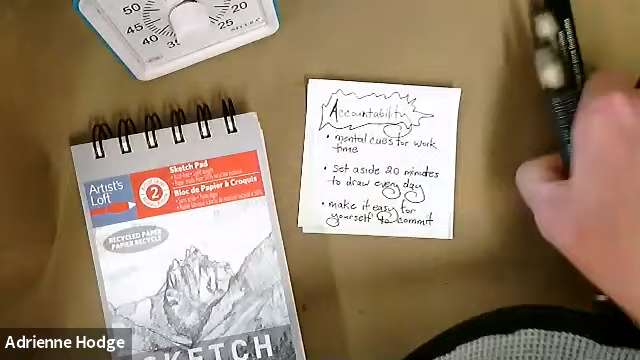 50
45
40
35
25
20
Accountability
• mental cues for work
time
• set aside 20 minutes
to draw every day
• make it easy for
yourself to commit
Artist's
Loft
2
Sketch Pad
Bloc de Papier à Croquis
RECYCLED PAPER
PAPIER RECYCLÉ
SKETCH
Adrienne Hodge